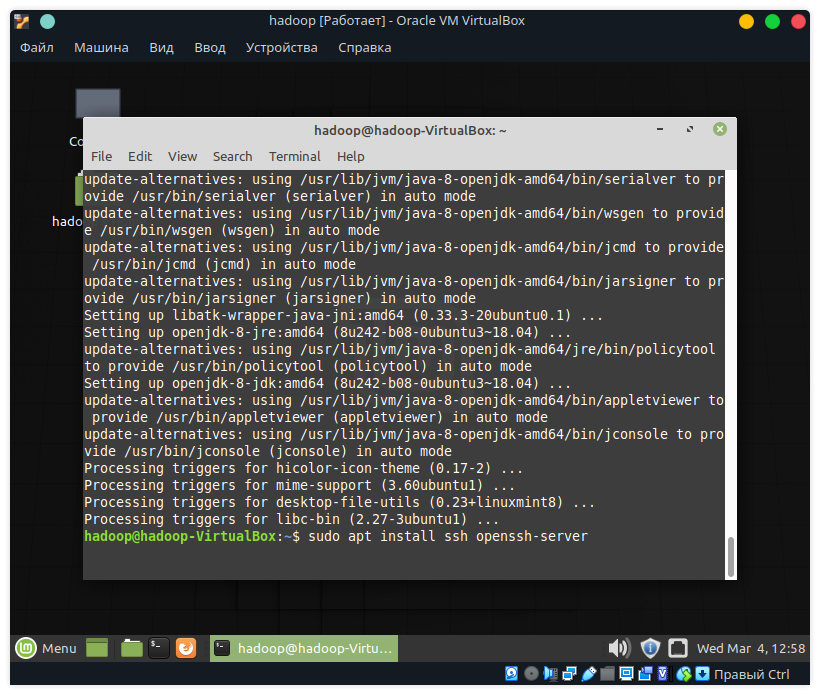 hadoop [Работает] - Oracle VM VirtualBox
Файл Машина Вид Ввод Устройства Справка
Co
hado
hadoop@hadoop-VirtualBox: ~
File Edit View Search Terminal Help
update-alternatives: using /usr/lib/jvm/java-8-openjdk-amd64/bin/serialver to pr
ovide /usr/bin/serialver (serialver) in auto mode
update-alternatives: using /usr/lib/jvm/java-8-openjdk-amd64/bin/wsgen to provid
e /usr/bin/wsgen (wsgen) in auto mode
update-alternatives: using /usr/lib/jvm/java-8-openjdk-amd64/bin/jcmd to provide
 /usr/bin/jcmd (jcmd) in auto mode
update-alternatives: using /usr/lib/jvm/java-8-openjdk-amd64/bin/jarsigner to pr
ovide /usr/bin/jarsigner (jarsigner) in auto mode
Setting up libatk-wrapper-java-jni:amd64 (0.33.3-20ubuntu0.1) ...
Setting up openjdk-8-jre:amd64 (8u242-b08-0ubuntu3~18.04) ...
update-alternatives: using /usr/lib/jvm/java-8-openjdk-amd64/jre/bin/policytool
to provide /usr/bin/policytool (policytool) in auto mode
Setting up openjdk-8-jdk:amd64 (8u242-b08-0ubuntu3~18.04) ...
update-alternatives: using /usr/lib/jvm/java-8-openjdk-amd64/bin/appletviewer to
 provide /usr/bin/appletviewer (appletviewer) in auto mode
update-alternatives: using /usr/lib/jvm/java-8-openjdk-amd64/bin/jconsole to pro
vide /usr/bin/jconsole (jconsole) in auto mode
Processing triggers for hicolor-icon-theme (0.17-2) ...
Processing triggers for mime-support (3.60ubuntu1) ...
Processing triggers for desktop-file-utils (0.23+linuxmint8) ...
Processing triggers for libc-bin (2.27-3ubuntu1) ...
hadoop@hadoop-VirtualBox:~$ sudo apt install ssh openssh-server
Menu hadoop@hadoop-Virtu... Wed Mar 4, 12:58
Правый Ctrl